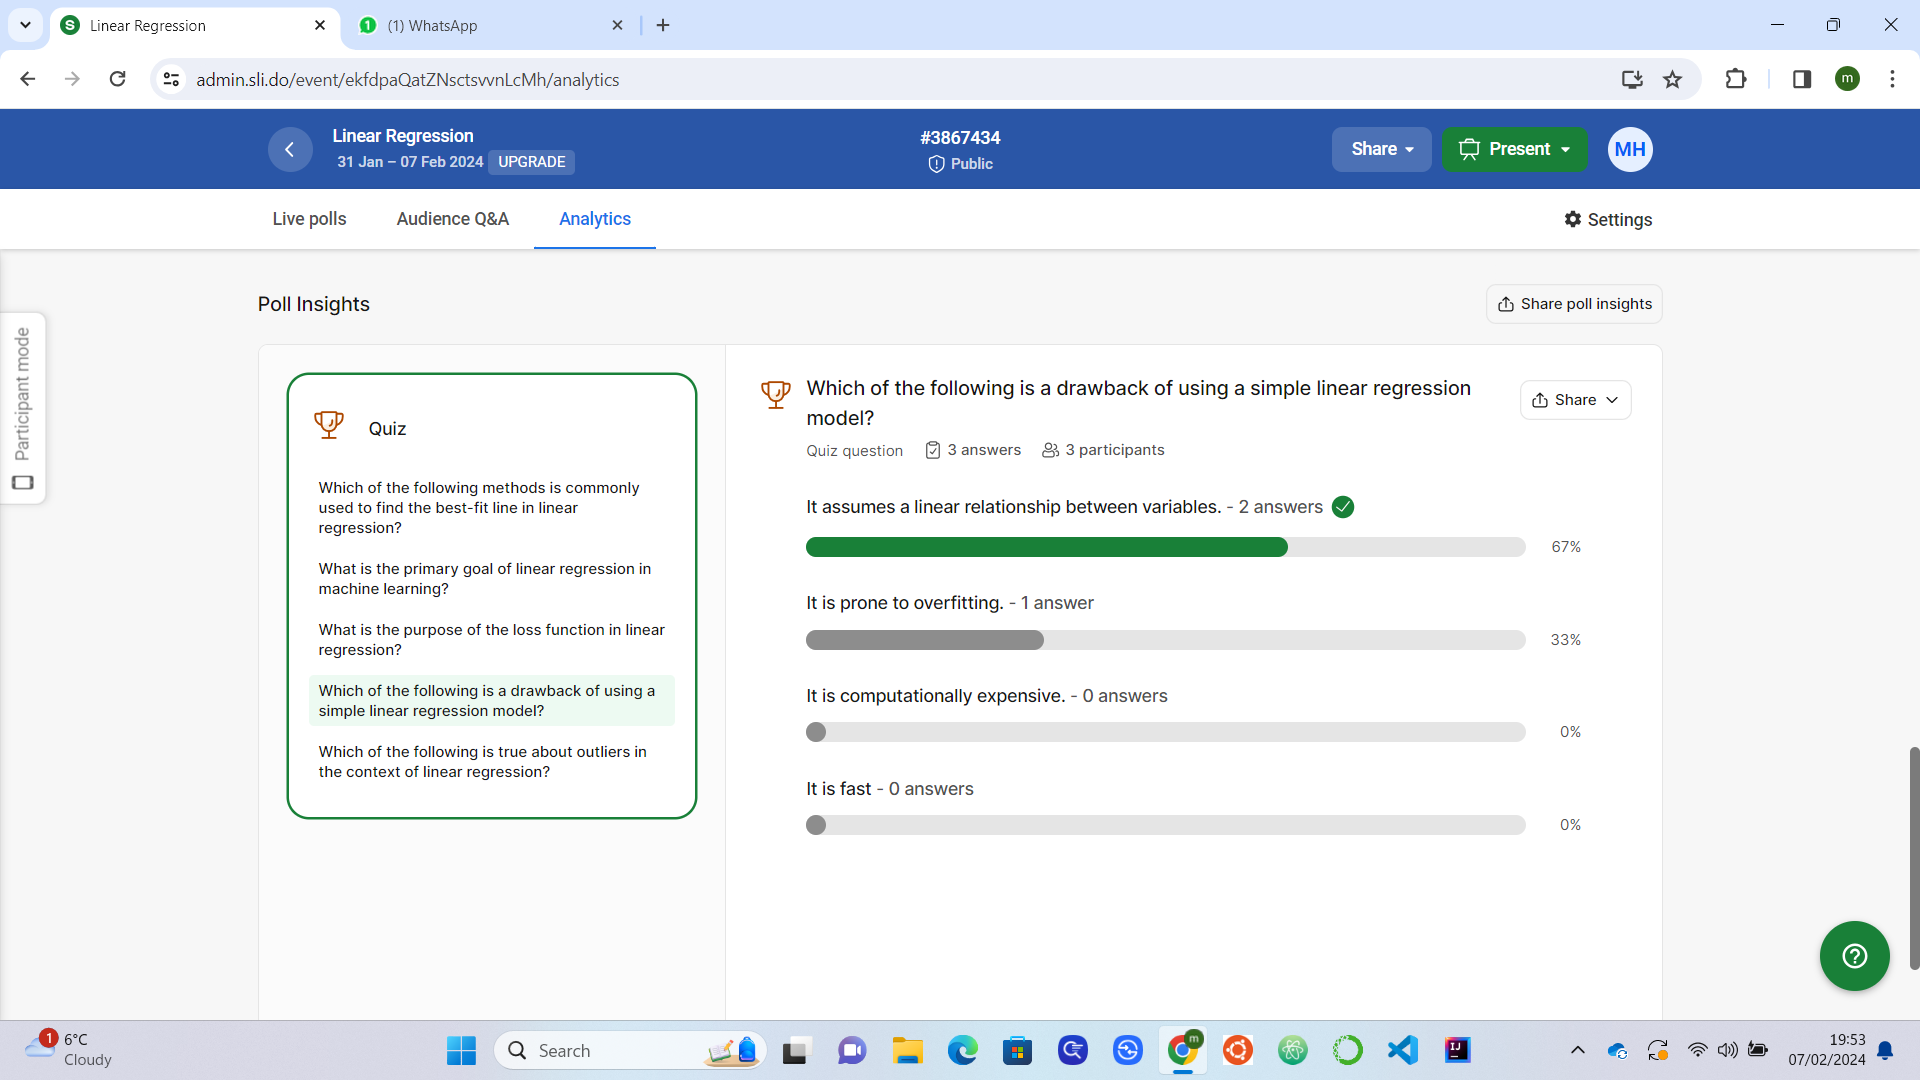 Linear Regression
(1) WhatsApp
admin.sli.do/event/ekfdpaQatZNsctsvvnLcMh/analytics
m
Linear Regression
31 Jan – 07 Feb 2024 UPGRADE
#3867434
Public
Share
Present
MH
Live polls
Audience Q&A
Analytics
Settings
Participant mode
Poll Insights
Share poll insights
Quiz
Which of the following methods is commonly
used to find the best-fit line in linear
regression?
What is the primary goal of linear regression in
machine learning?
What is the purpose of the loss function in linear
regression?
Which of the following is a drawback of using a
simple linear regression model?
Which of the following is true about outliers in
the context of linear regression?
Which of the following is a drawback of using a simple linear regression
model?
Share
Quiz question 3 answers 3 participants
It assumes a linear relationship between variables. - 2 answers
67%
It is prone to overfitting. - 1 answer
33%
It is computationally expensive. - 0 answers
0%
It is fast - 0 answers
0%
1
6°C
Cloudy
Search
m
IJ
19:53
07/02/2024